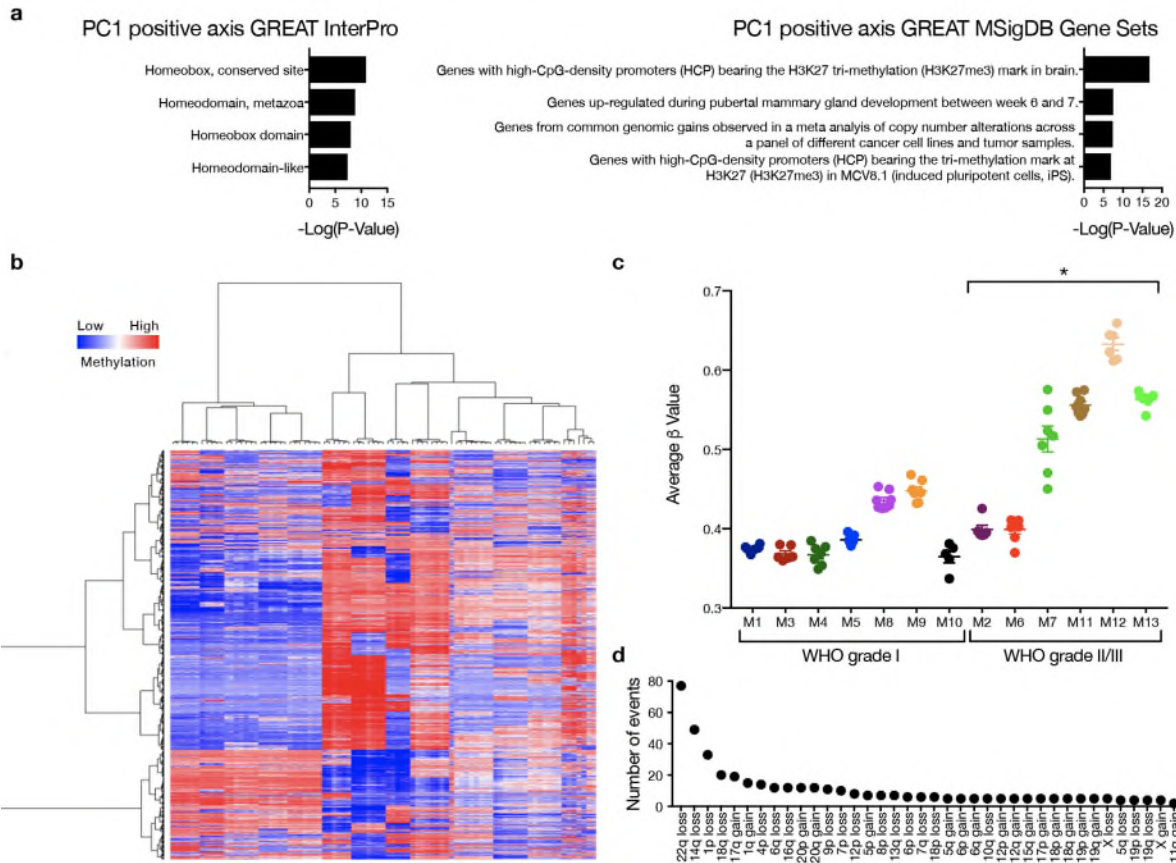 a
PC1 positive axis GREAT InterPro
Homeobox, conserved site
Homeodomain, metazoa
Homeobox domain
Homeodomain-like
0 5 10 15
-Log(P-Value)
PC1 positive axis GREAT MSigDB Gene Sets
Genes with high-CpG-density promoters (HCP) bearing the H3K27 tri-methylation (H3K27me3) mark in brain.
Genes up-regulated during pubertal mammary gland development between week 6 and 7.
Genes from common genomic gains observed in a meta analyis of copy number alterations across
a panel of different cancer cell lines and tumor samples.
Genes with high-CpG-density promoters (HCP) bearing the tri-methylation mark at
H3K27 (H3K27me3) in MCV8.1 (induced pluripotent cells, iPS).
0 5 10 15 20
-Log(P-Value)
b
Low High
Methylation
c
*
Average β Value
0.7
0.6
0.5
0.4
0.3
M1 M3 M4 M5 M8 M9 M10 M2 M6 M7 M11 M12 M13
WHO grade I
WHO grade II/III
d
Number of events
80
60
40
20
0
22q loss
14q loss
1p loss
18q loss
17q gain
1q gain
4p loss
6q loss
16q loss
20p gain
20q gain
9p loss
7p loss
12p loss
5p gain
8p loss
13q loss
6p loss
7q loss
18p loss
5q gain
6q gain
10q loss
12p gain
12q gain
15q gain
17p gain
18p gain
18q gain
19p gain
19q gain
X loss
5q loss
19p loss
19q loss
X gain